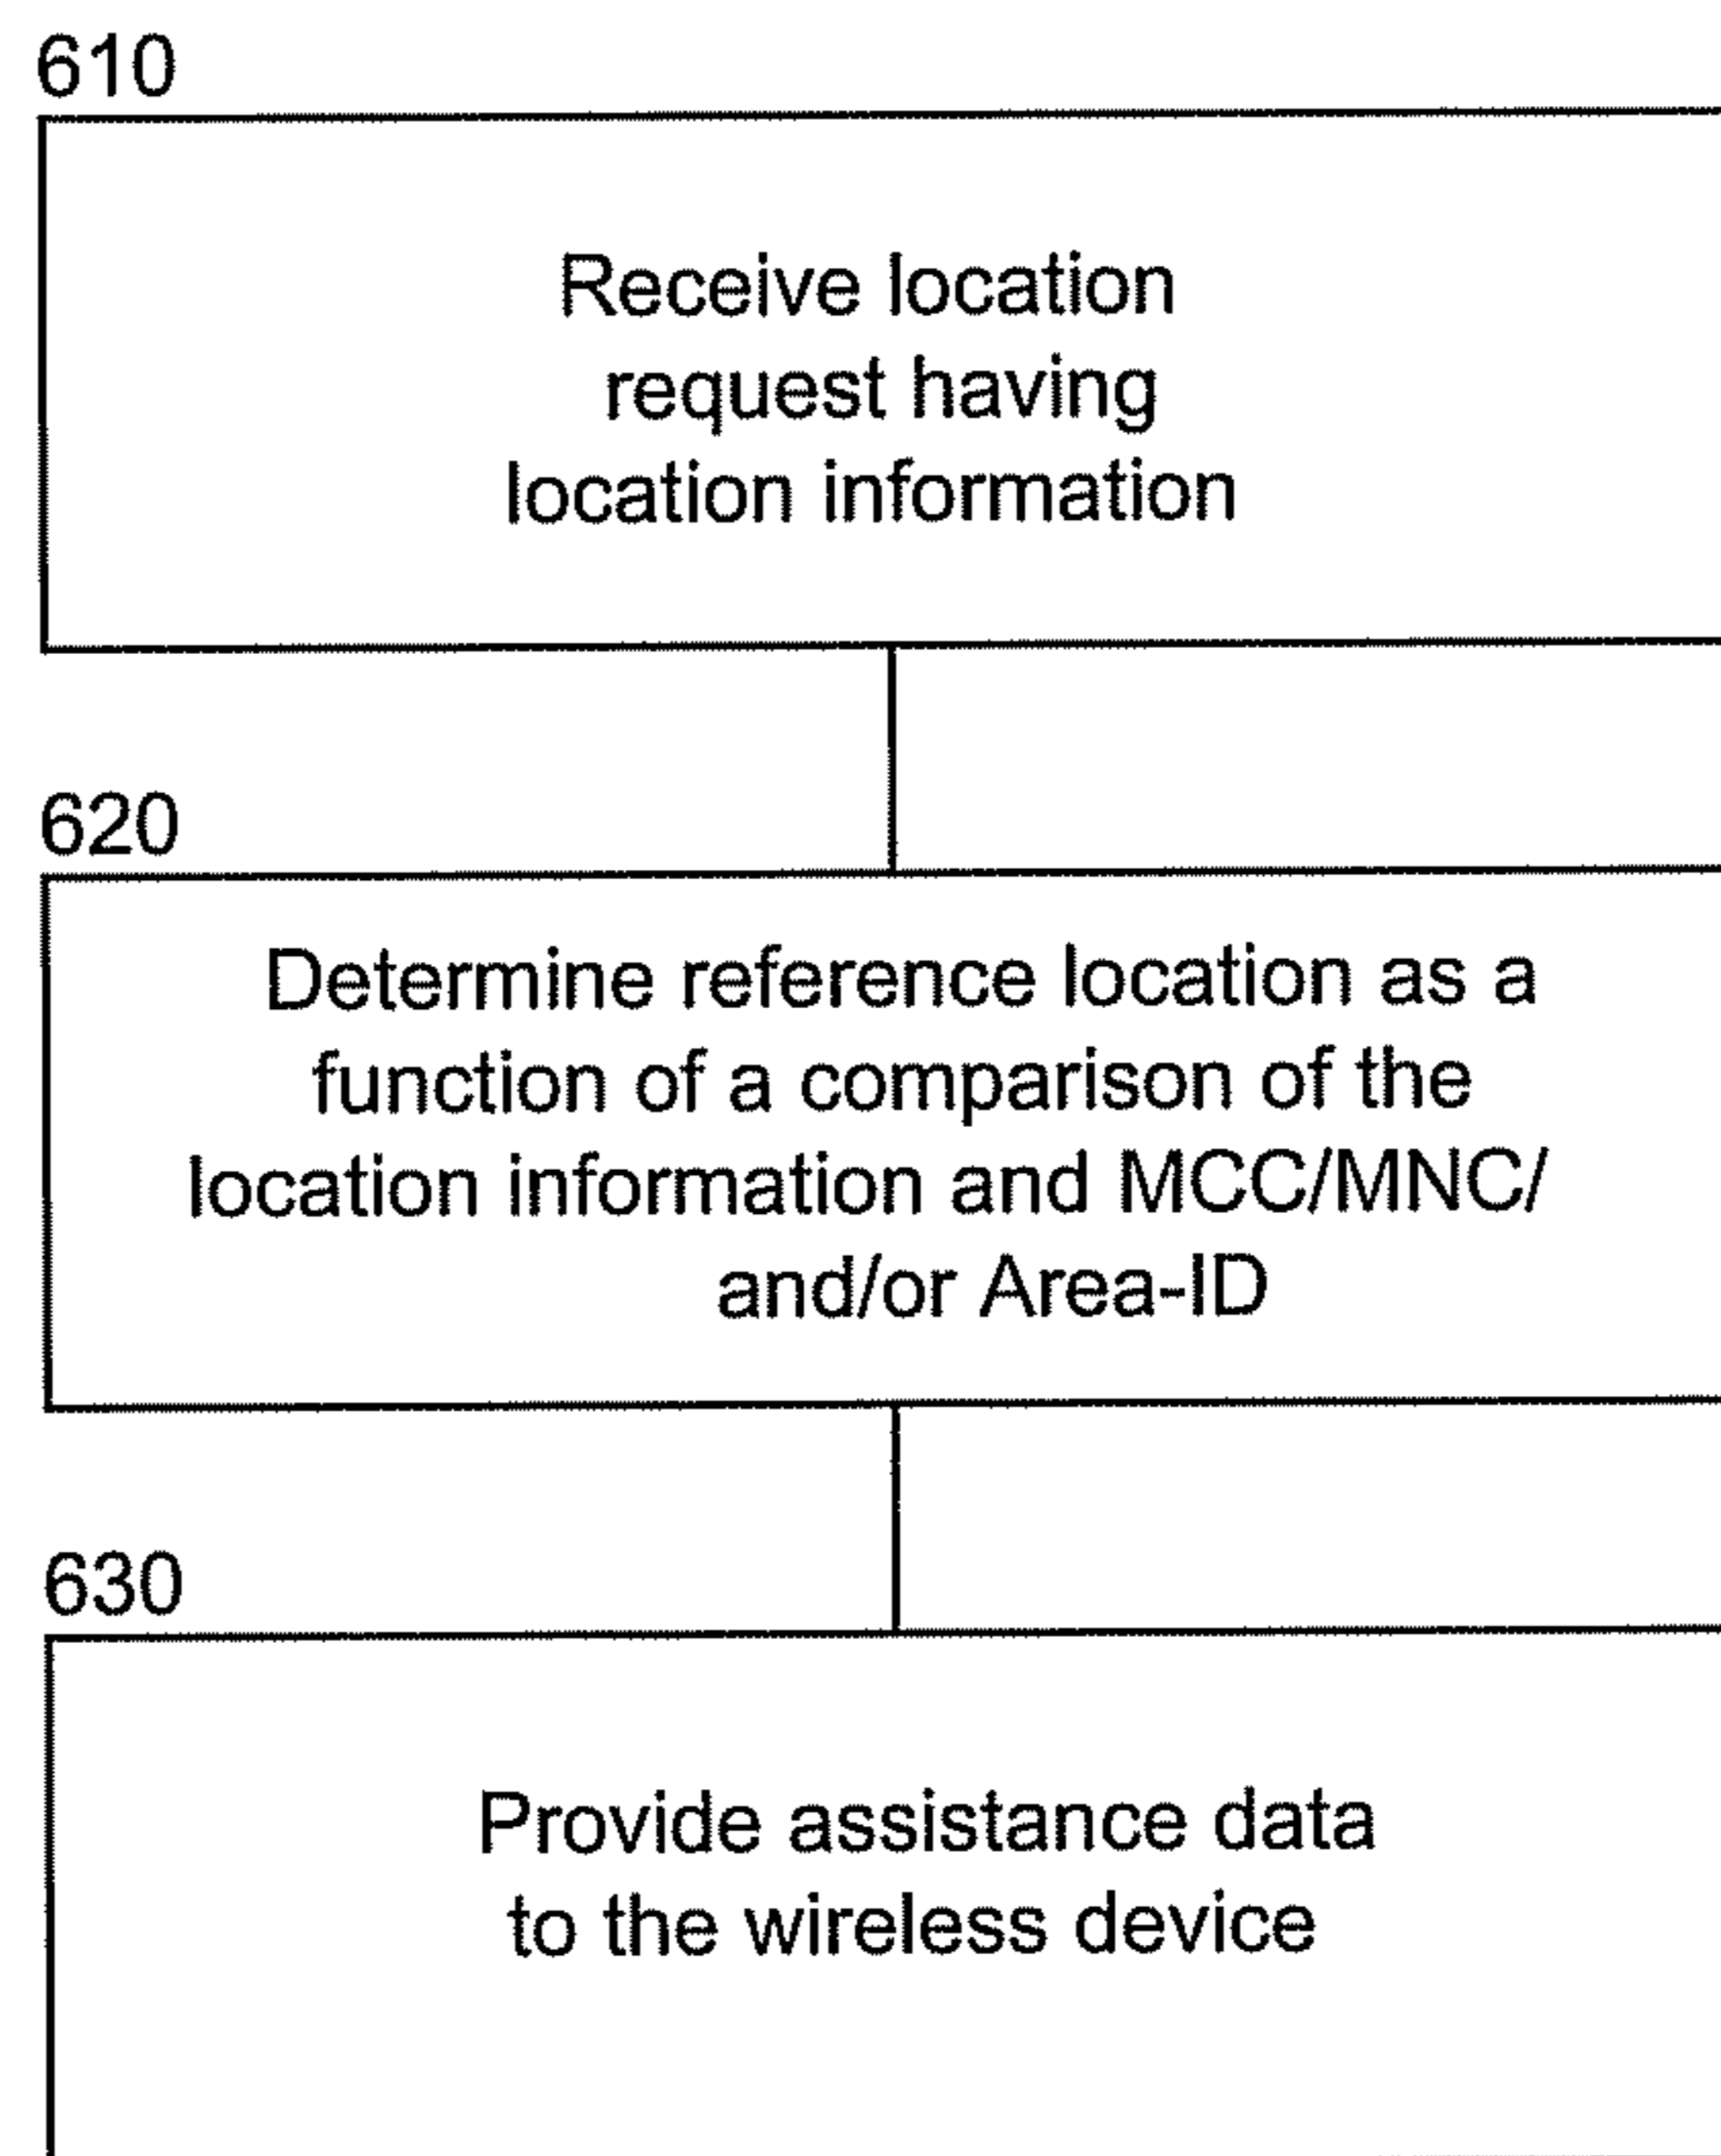 610
Receive location
request having
location information
620
Determine reference location as a
function of a comparison of the
location information and MCC/MNC/
and/or Area-ID
630
Provide assistance data
to the wireless device